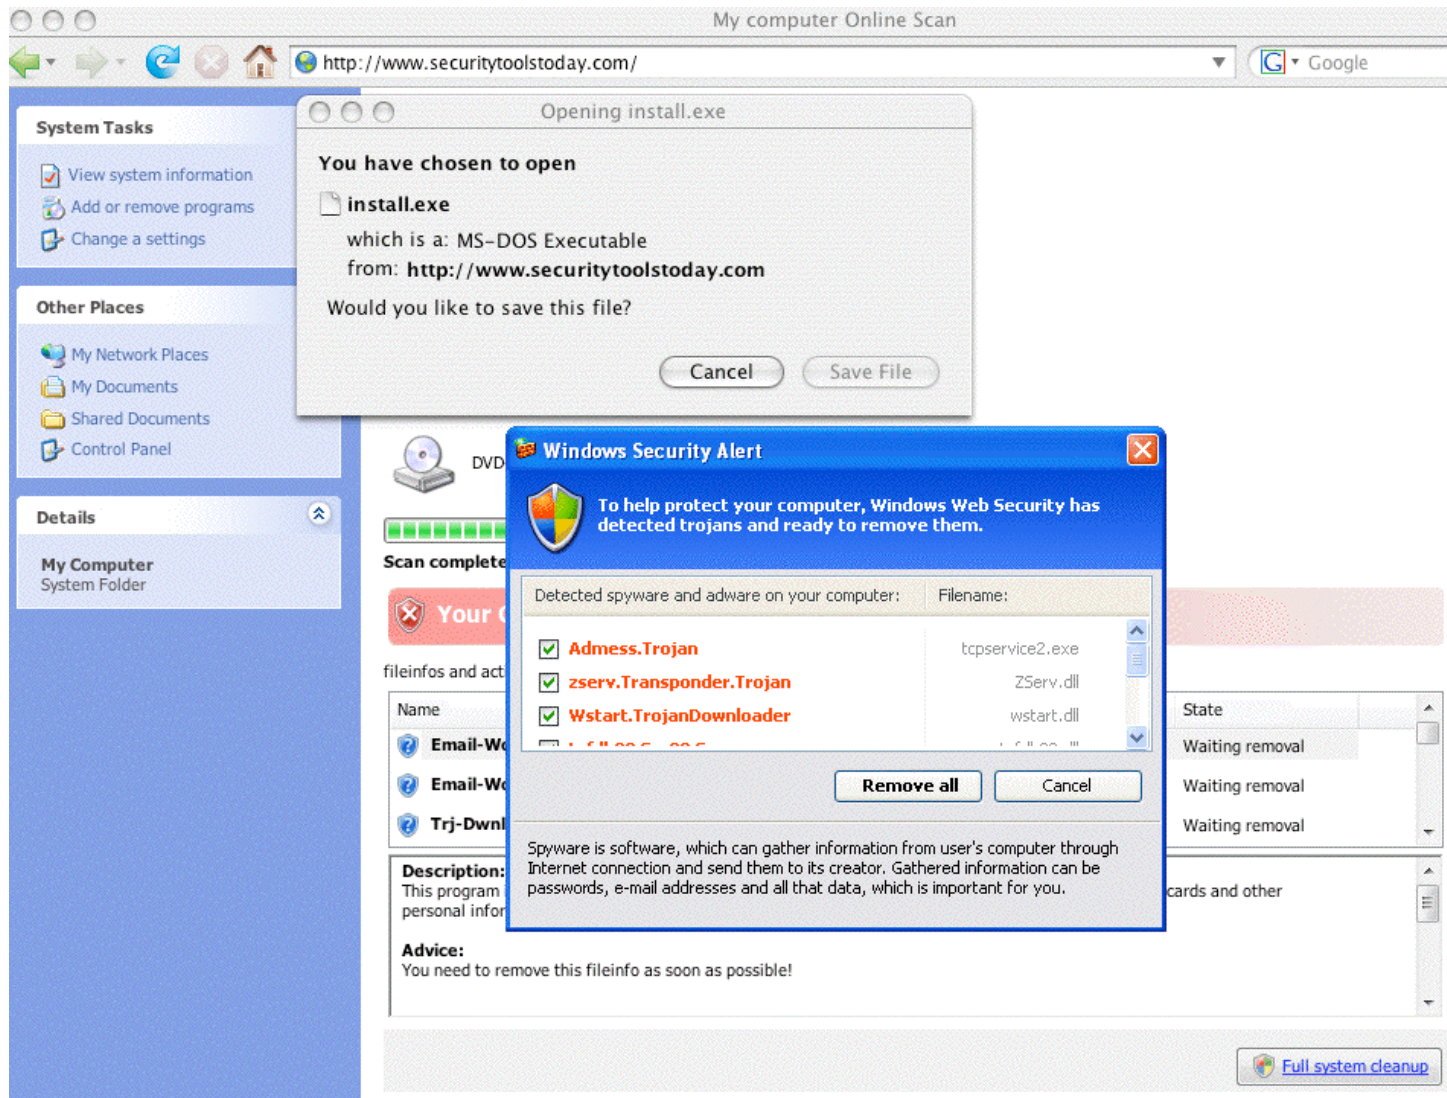 My computer Online Scan
http://www.securitytoolstoday.com/
Google
System Tasks
View system information
Add or remove programs
Change a settings
Other Places
My Network Places
My Documents
Shared Documents
Control Panel
Details
My Computer
System Folder
Opening install.exe
You have chosen to open
install.exe
which is a: MS-DOS Executable
from: http://www.securitytoolstoday.com
Would you like to save this file?
Cancel
Save File
DVD
Scan complete
Your
fileinfos and act
Name
State
Email-Wo
Waiting removal
Email-Wo
Waiting removal
Trj-Dwnl
Waiting removal
Windows Security Alert
To help protect your computer, Windows Web Security has
detected trojans and ready to remove them.
Detected spyware and adware on your computer:
Filename:
Admess.Trojan
tcpservice2.exe
zserv.Transponder.Trojan
ZServ.dll
Wstart.TrojanDownloader
wstart.dll
Remove all
Cancel
Spyware is software, which can gather information from user's computer through
Internet connection and send them to its creator. Gathered information can be
passwords, e-mail addresses and all that data, which is important for you.
Description:
This program
cards and other
personal infor
Advice:
You need to remove this fileinfo as soon as possible!
Full system cleanup